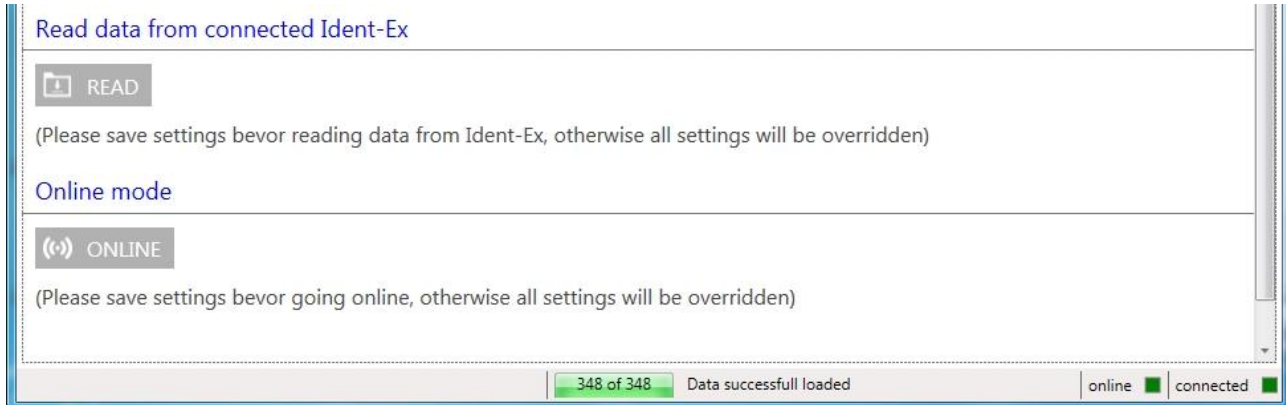 Read data from connected Ident-Ex
READ
(Please save settings bevor reading data from Ident-Ex, otherwise all settings will be overridden)
Online mode
ONLINE
(Please save settings bevor going online, otherwise all settings will be overridden)
348 of 348 Data successfull loaded online connected